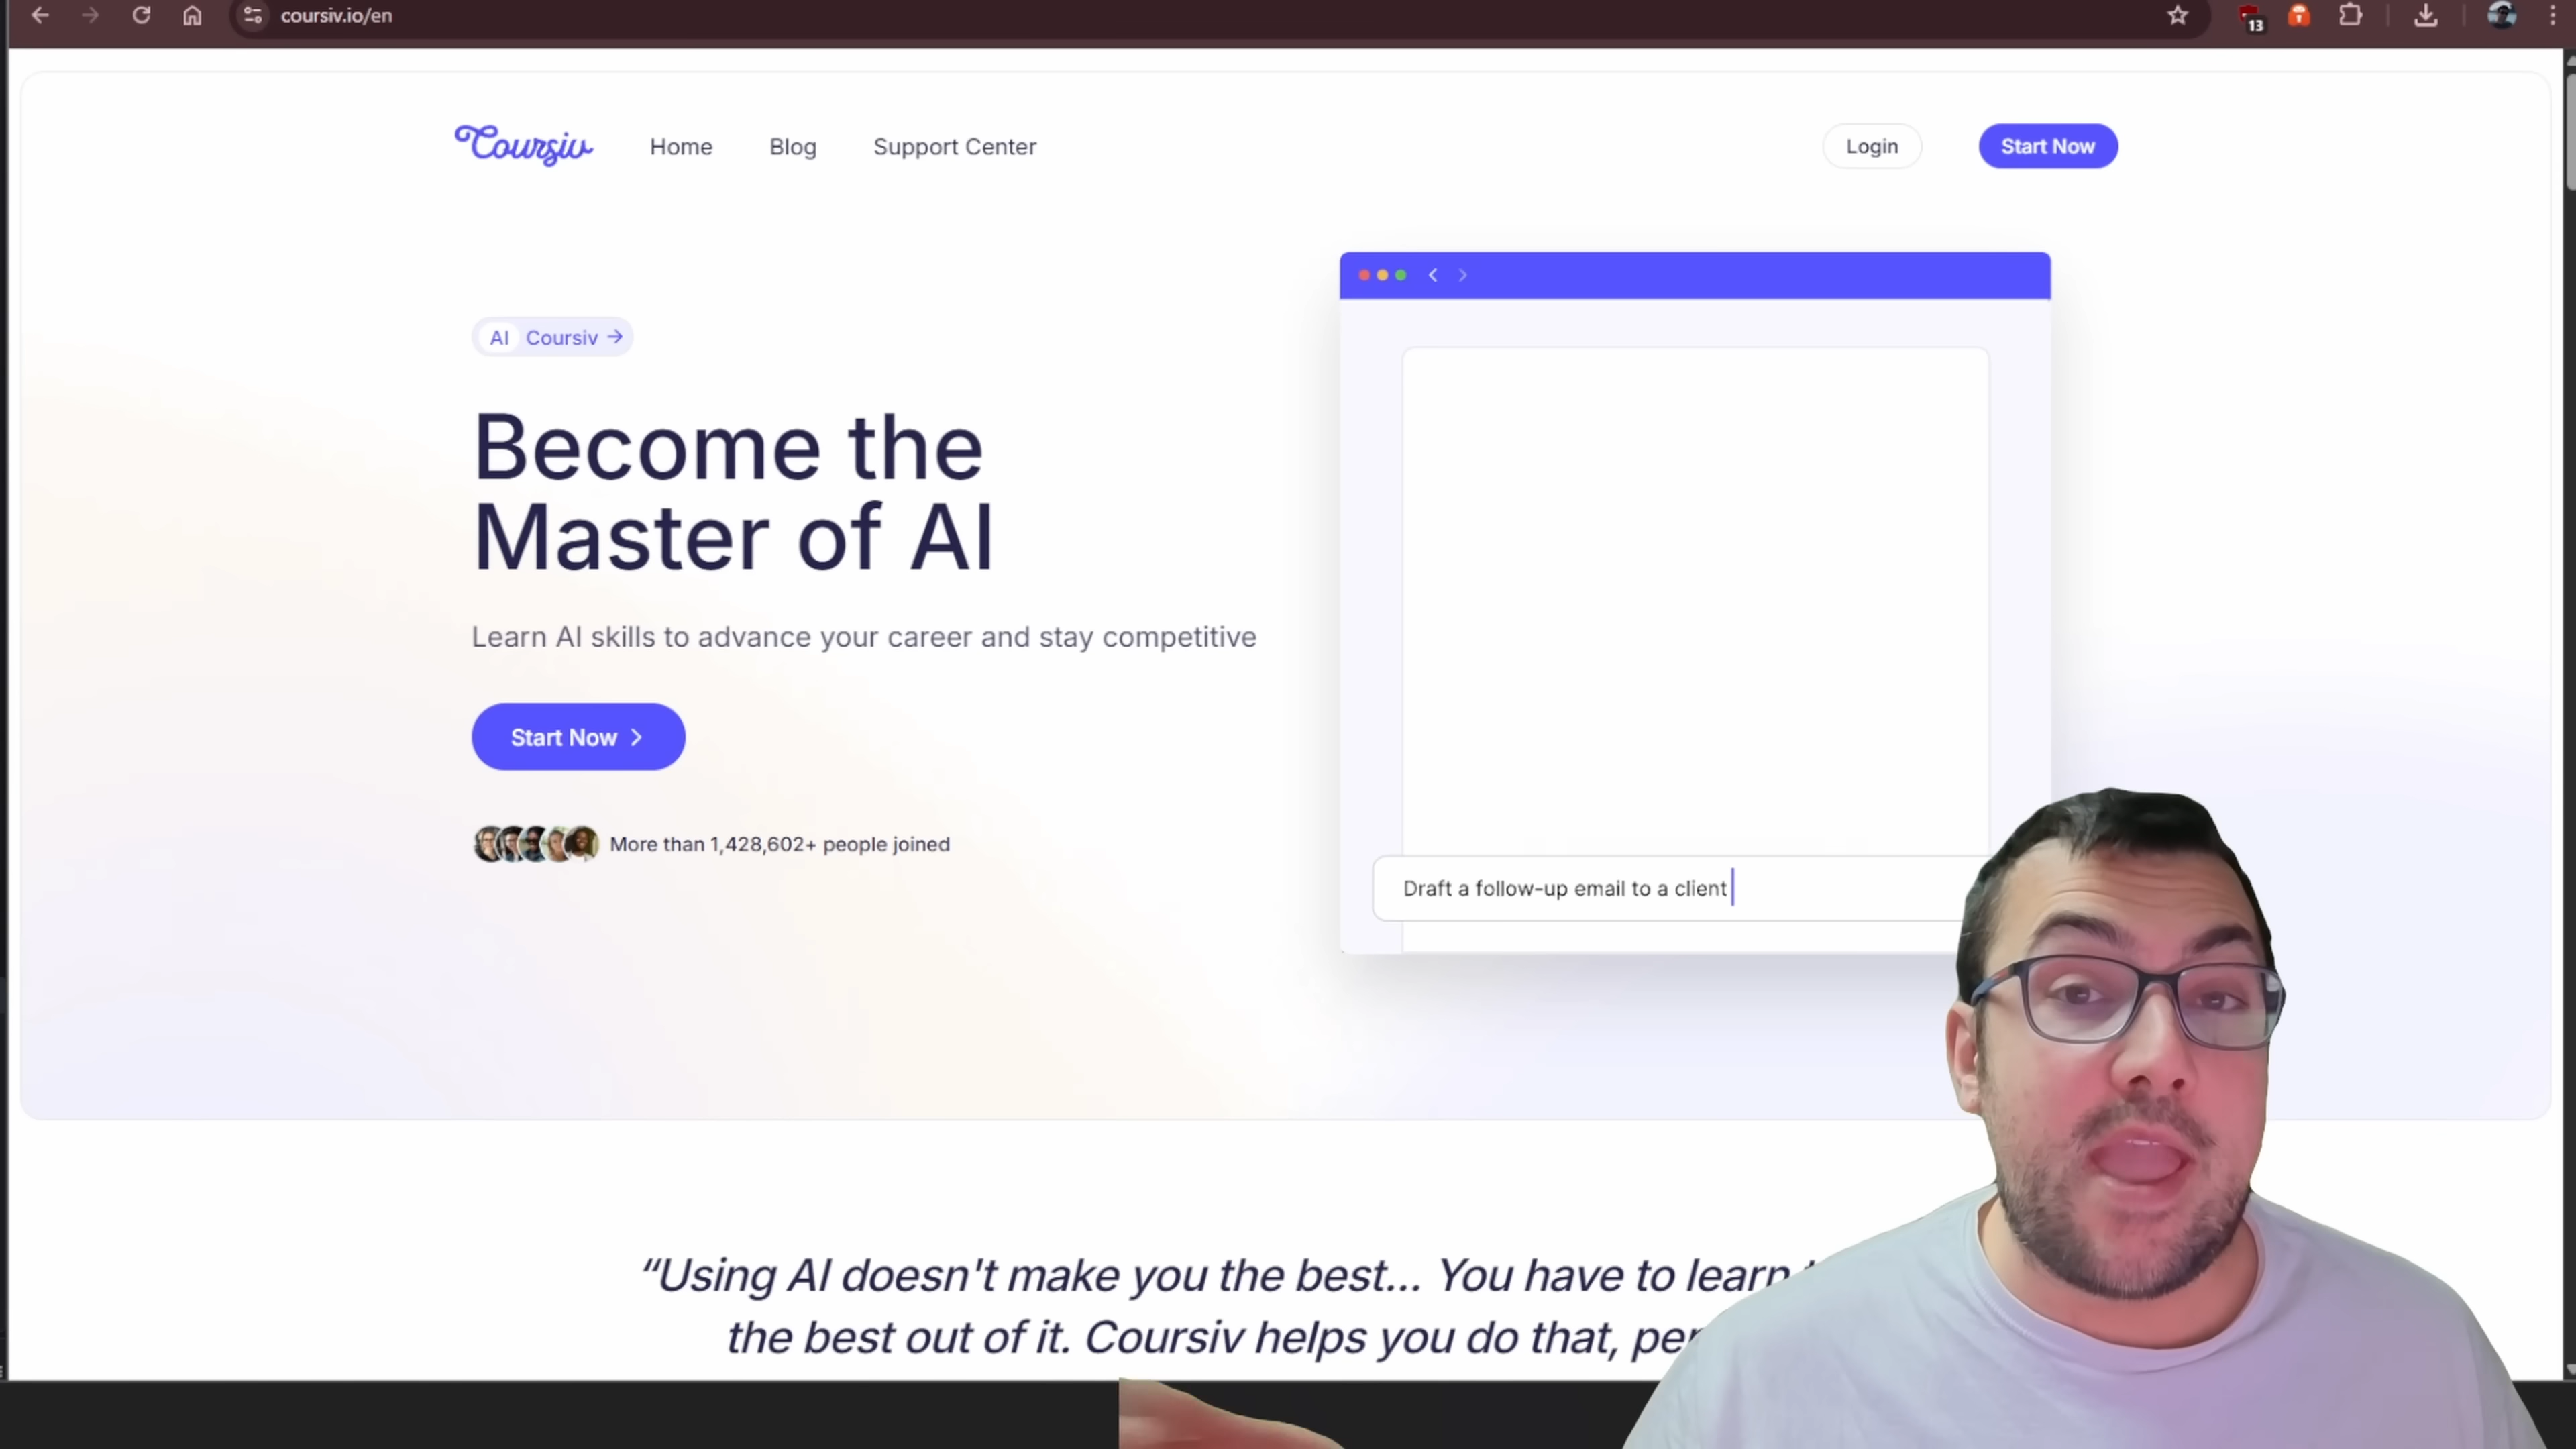 coursiv.io/en
13
Coursiv
Home
Blog
Support Center
Login
Start Now
AI Coursiv →
Become the
Master of AI
Learn AI skills to advance your career and stay competitive
Start Now
More than 1,428,602+ people joined
Draft a follow-up email to a client
“Using AI doesn't make you the best... You have to learn
the best out of it. Coursiv helps you do that,